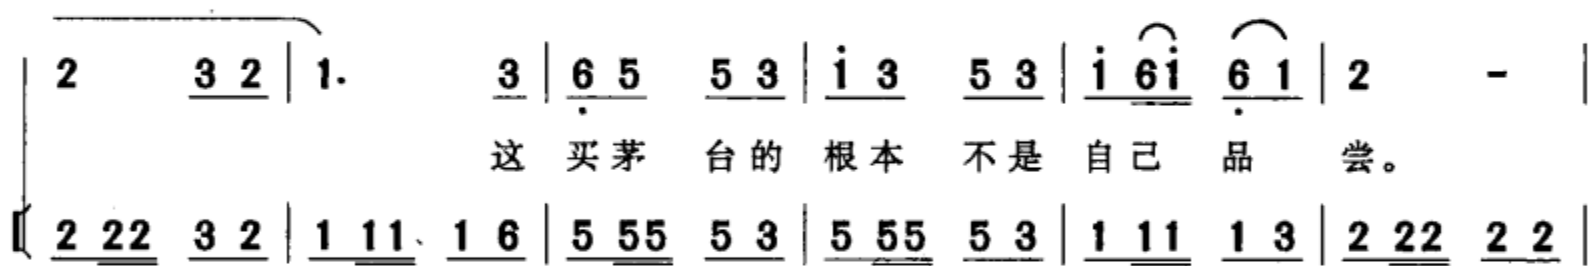 2 3 2 | 1. 3 | 6 5 5 3 | i 3 5 3 | i 6i 6 1 | 2 - |
这 买茅 台的 根本 不是 自己 品 尝。
2 22 3 2 | 1 11 1 6 | 5 55 5 3 | 5 55 5 3 | 1 11 1 3 | 2 22 2 2 |